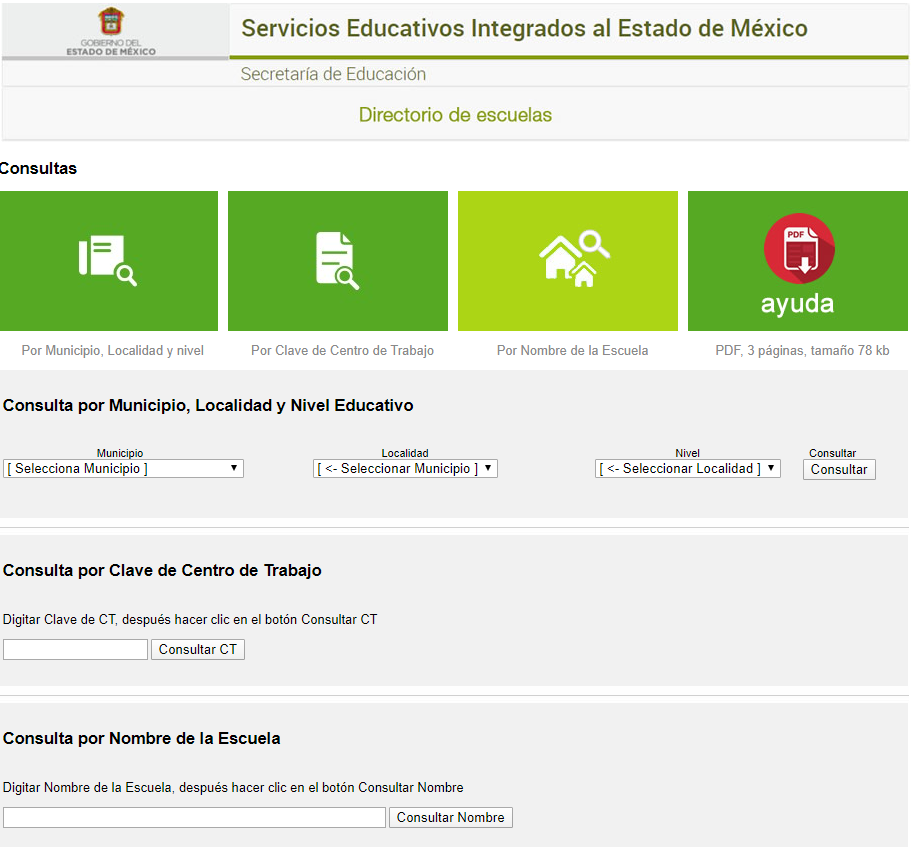 GOBIERNO DEL
ESTADO DE MÉXICO
Servicios Educativos Integrados al Estado de México
Secretaría de Educación
Directorio de escuelas
Consultas
PDF
ayuda
Por Municipio, Localidad y nivel
Por Clave de Centro de Trabajo
Por Nombre de la Escuela
PDF, 3 páginas, tamaño 78 kb
Consulta por Municipio, Localidad y Nivel Educativo
Municipio Localidad Nivel Consultar
[ Selecciona Municipio ] [ <- Seleccionar Municipio ] [ <- Seleccionar Localidad ] Consultar
Consulta por Clave de Centro de Trabajo
Digitar Clave de CT, después hacer clic en el botón Consultar CT
Consultar CT
Consulta por Nombre de la Escuela
Digitar Nombre de la Escuela, después hacer clic en el botón Consultar Nombre
Consultar Nombre